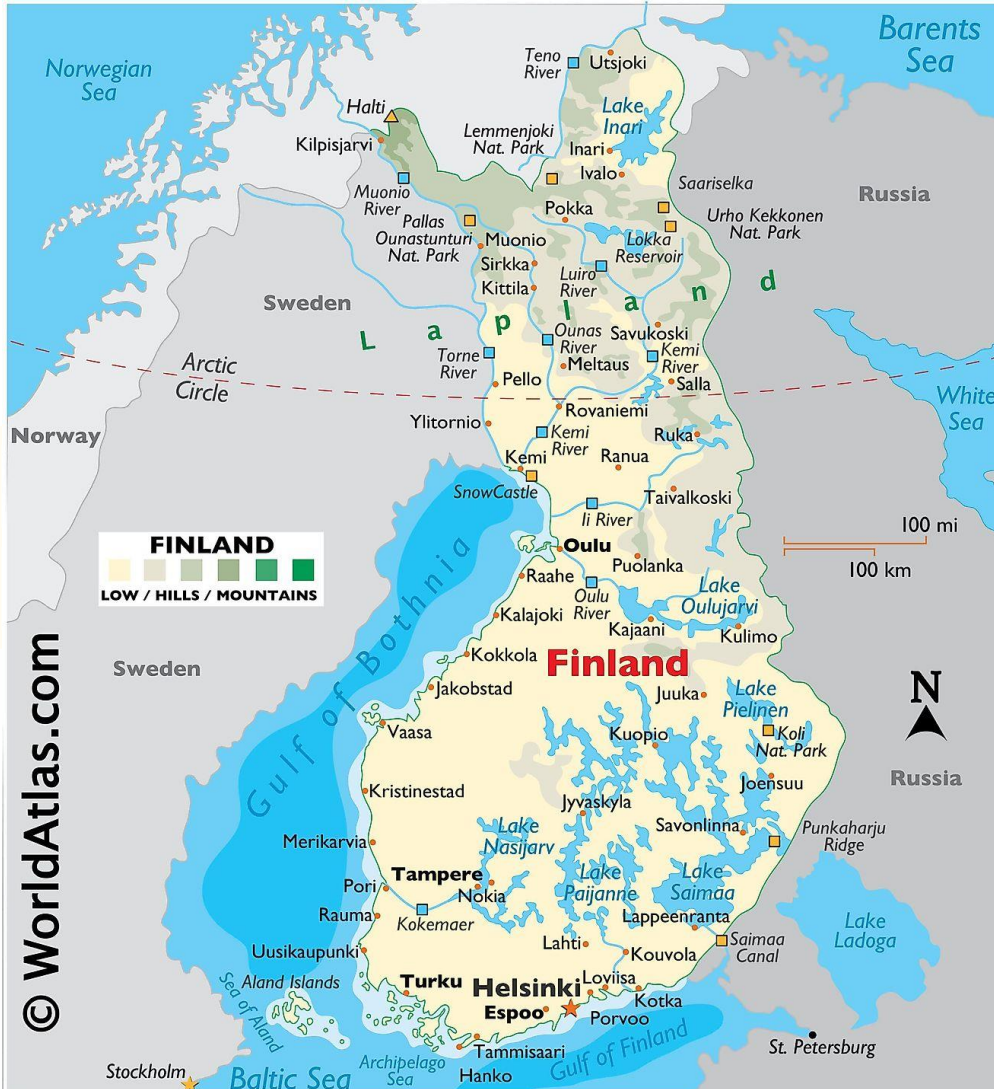 Barents
Sea
Norwegian
Sea
Teno
River
Utsjoki
Halti
Lake
Inari
Kilpisjarvi
Lemmenjoki
Nat. Park
Inari
Ivalo
Saariselka
Russia
Muonio
River
Pokka
Urho Kekkonen
Nat. Park
Pallas
Ounastunturi
Nat. Park
Muonio
Lokka
Reservoir
Sirkka
Luiro
River
Kittila
Sweden
Lapland
Ounas
River
Savukoski
Arctic
Circle
Torne
River
Meltaus
Kemi
River
Pello
Salla
White
Sea
Ylitornio
Rovaniemi
Norway
Kemi
River
Ruka
Kemi
Ranua
SnowCastle
Taivalkoski
Ii River
100 mi
100 km
FINLAND
LOW / HILLS / MOUNTAINS
Oulu
Puolanka
Raahe
Oulu
River
Lake
Oulujarvi
Kalajoki
Kajaani
Kulimo
Gulf of Bothnia
Sweden
Kokkola
Finland
Jakobstad
Juuka
Lake
Pielinen
N
Vaasa
Kuopio
Koli
Nat. Park
Russia
Kristinestad
Joensuu
Jyvaskyla
Merikarvia
Lake
Nasijarv
Savonlinna
Punkaharju
Ridge
Tampere
Pori
Nokia
Lake
Paijanne
Lake
Saimaa
Rauma
Kokemaer
Lappeenranta
Lake
Ladoga
Uusikaupunki
Lahti
Kouvola
Saimaa
Canal
Aland Islands
Sea of Aland
Turku
Helsinki
Loviisa
Espoo
Kotka
Porvoo
Tammisaari
Gulf of Finland
St. Petersburg
Archipelago
Sea
Hanko
Stockholm
Baltic Sea
© WorldAtlas.com